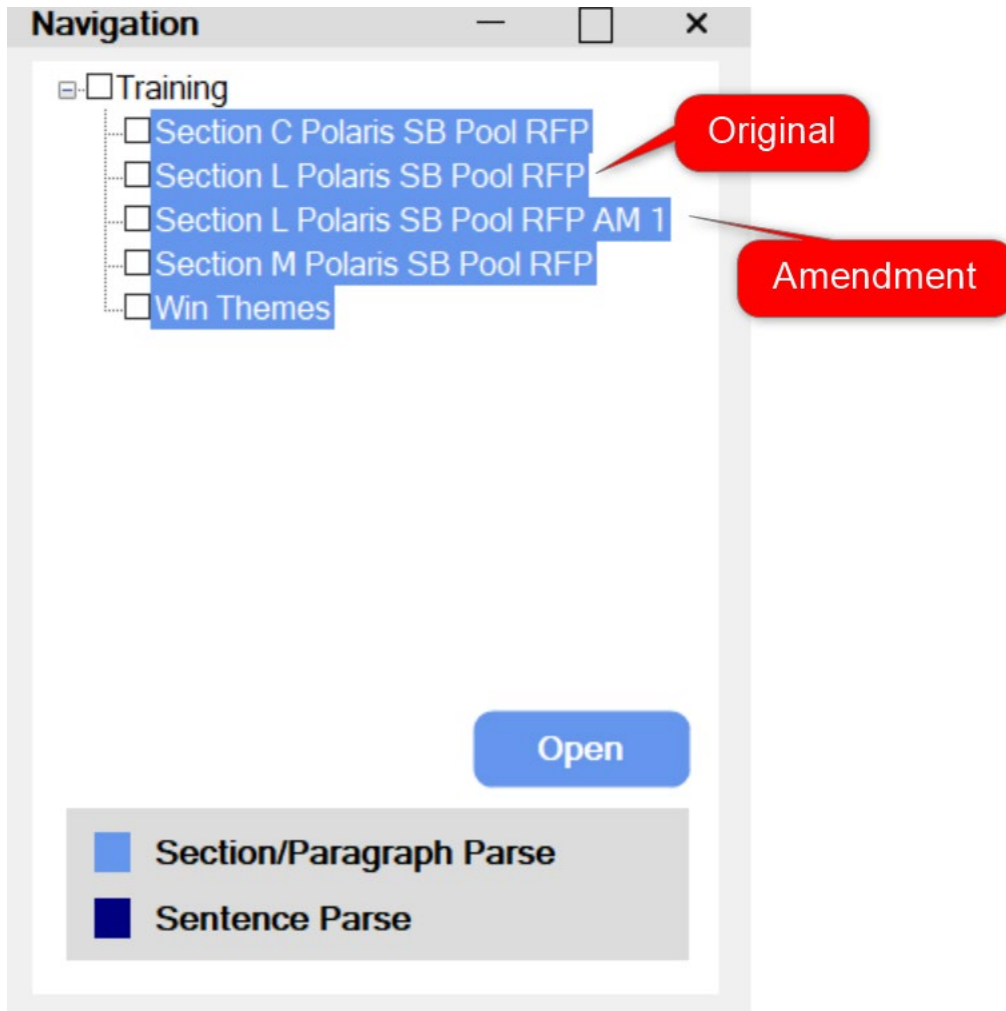 Navigation
Training
Section C Polaris SB Pool RFP
Original
Section L Polaris SB Pool RFP
Section L Polaris SB Pool RFP AM 1
Amendment
Section M Polaris SB Pool RFP
Win Themes
Open
Section/Paragraph Parse
Sentence Parse